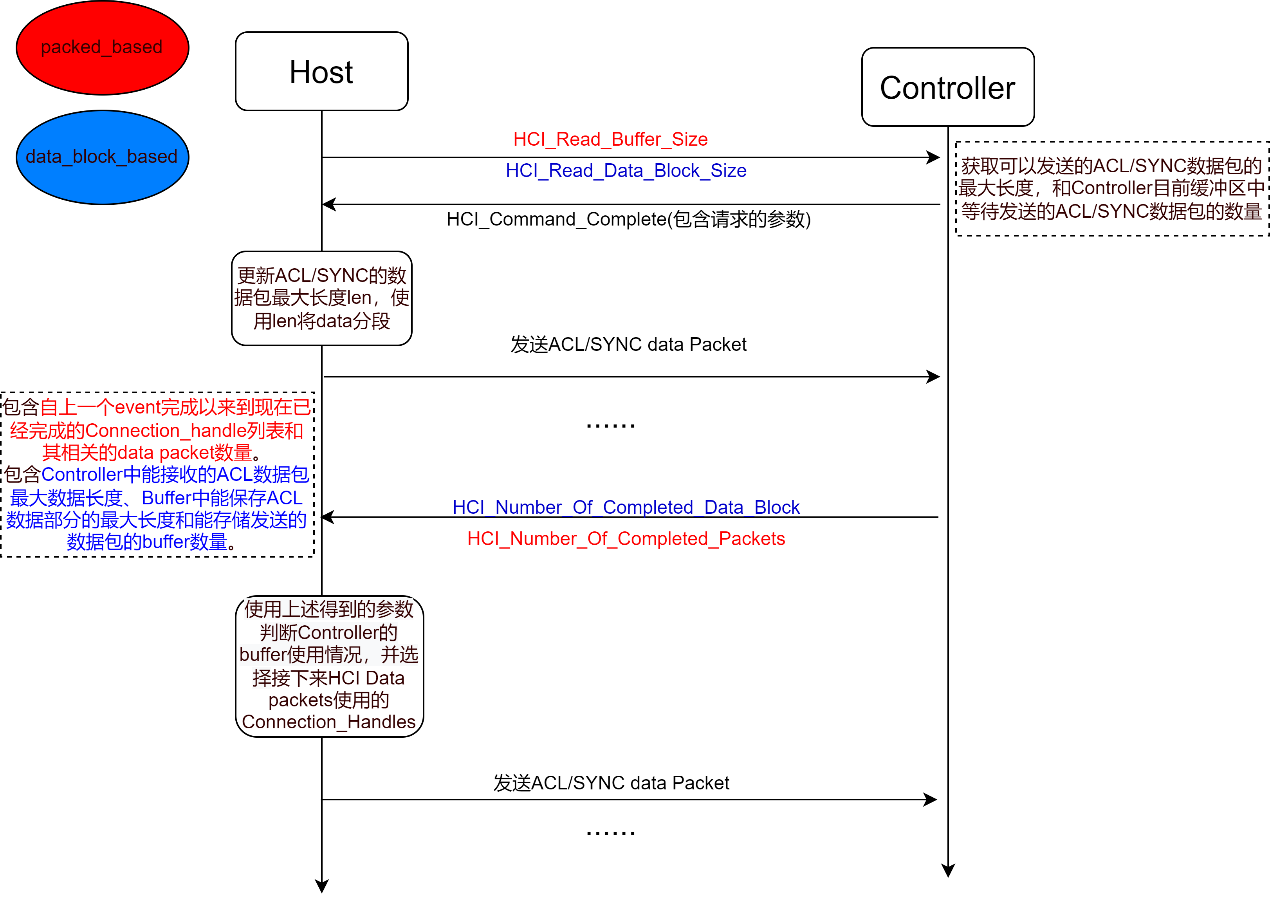 packed_based
data_block_based
Host
Controller
HCI_Read_Buffer_Size
HCI_Read_Data_Block_Size
获取可以发送的ACL/SYNC数据包的
最大长度，和Controller目前缓冲区中
等待发送的ACL/SYNC数据包的数量
HCI_Command_Complete(包含请求的参数)
更新ACL/SYNC的数
据包最大长度len，使
用len将data分段
发送ACL/SYNC data Packet
......
包含自上一个event完成以来到现在已
经完成的Connection_handle列表和
其相关的data packet数量。
包含Controller中能接收的ACL数据包
最大数据长度、Buffer中能保存ACL
数据部分的最大长度和能存储发送的
数据包的buffer数量。
HCI_Number_Of_Completed_Data_Block
HCI_Number_Of_Completed_Packets
使用上述得到的参数
判断Controller的
buffer使用情况，并选
择接下来HCI Data
packets使用的
Connection_Handles
发送ACL/SYNC data Packet
......